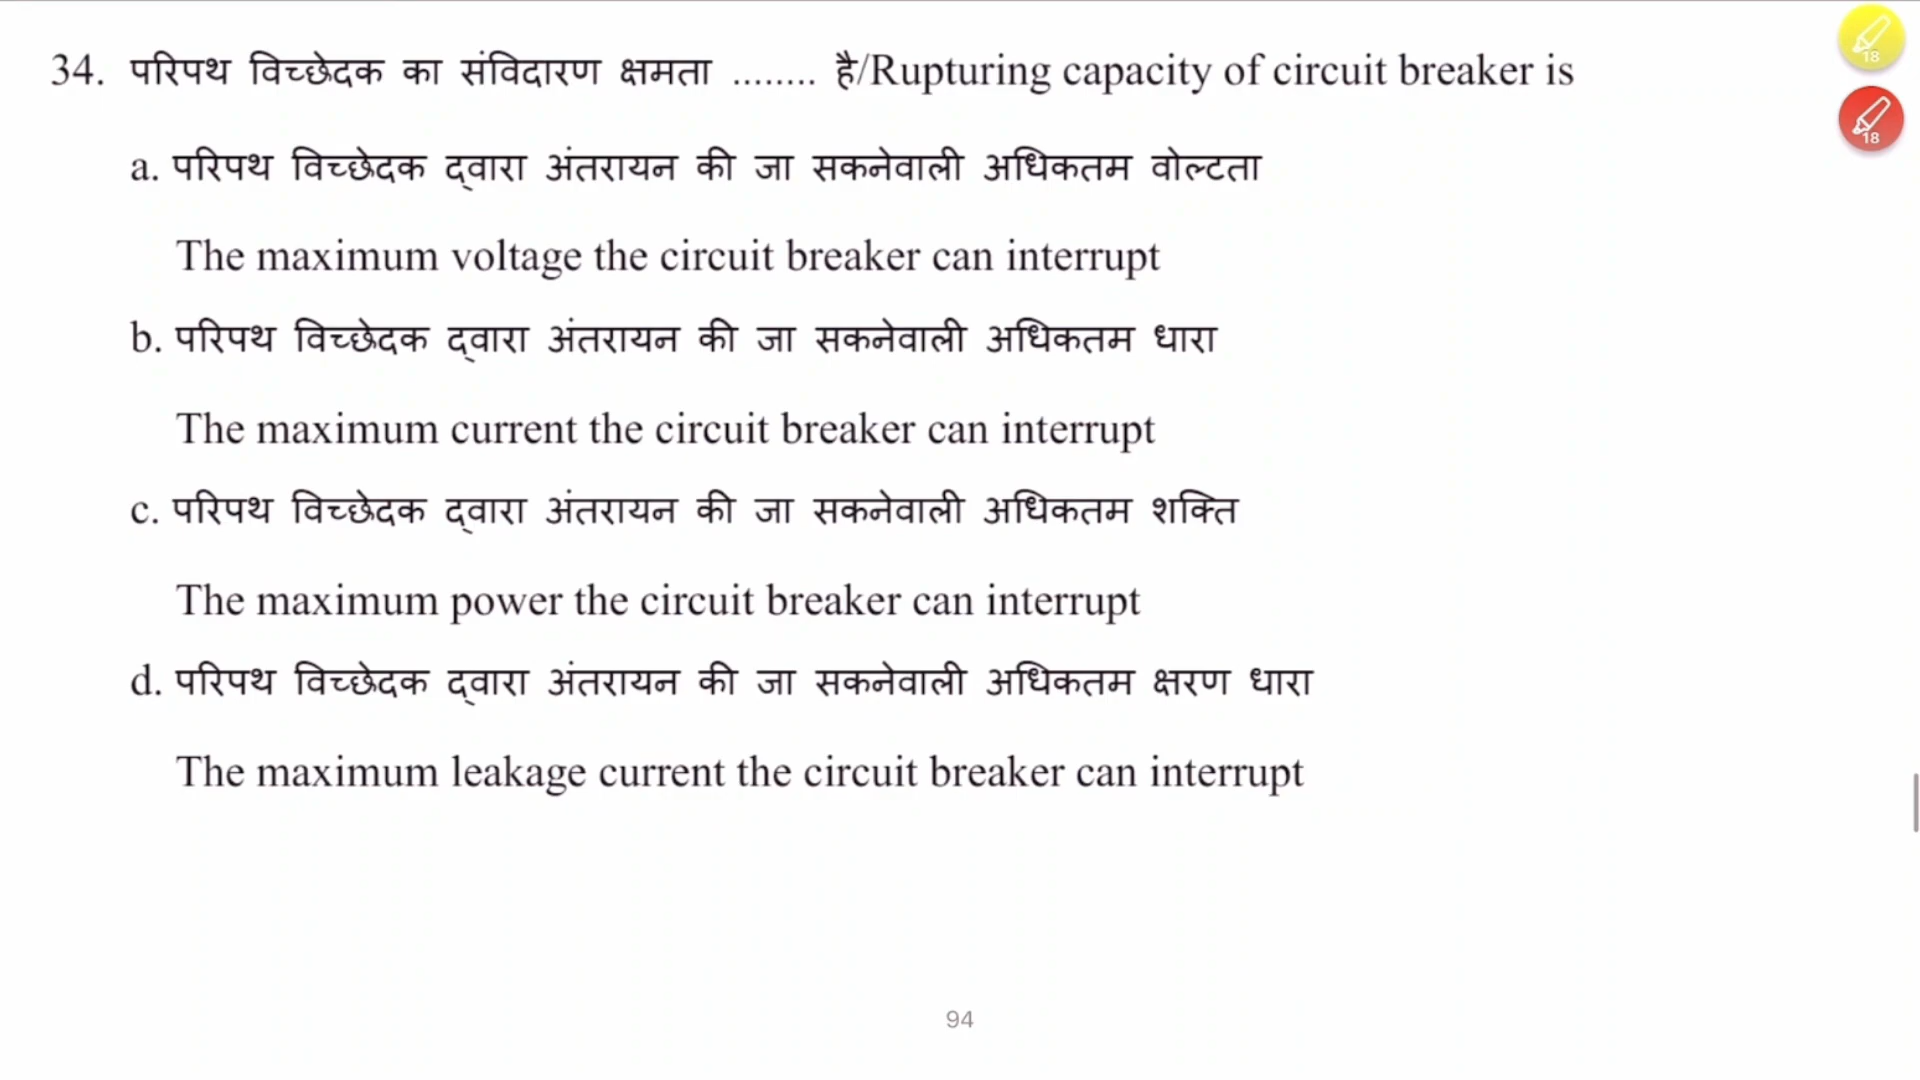 34. परिपथ विच्छेदक का संविदारण क्षमता ........ है/Rupturing capacity of circuit breaker is
a. परिपथ विच्छेदक द्वारा अंतरायन की जा सकनेवाली अधिकतम वोल्टता
The maximum voltage the circuit breaker can interrupt
b. परिपथ विच्छेदक द्वारा अंतरायन की जा सकनेवाली अधिकतम धारा
The maximum current the circuit breaker can interrupt
c. परिपथ विच्छेदक द्वारा अंतरायन की जा सकनेवाली अधिकतम शक्ति
The maximum power the circuit breaker can interrupt
d. परिपथ विच्छेदक द्वारा अंतरायन की जा सकनेवाली अधिकतम क्षरण धारा
The maximum leakage current the circuit breaker can interrupt
94
18
18